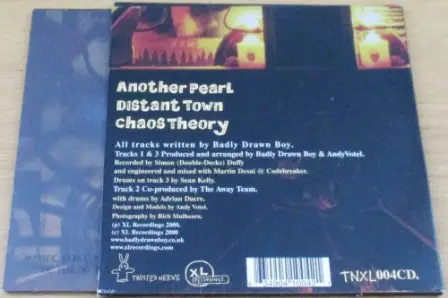 Another Pearl
Distant Town
Chaos Theory
All tracks written by Badly Drawn Boy.
Tracks 1 & 3 Produced and arranged by Badly Drawn Boy & AndyVotel.
Recorded by Simon (Double-Decks) Duffy
and engineered and mixed with Martin Desai @ Codebreaker.
Drums on track 3 by Sean Kelly.
Track 2 Co-produced by The Away Team.
with drums by Adrian Dacre.
Design and Models by Andy Votel.
Photography by Rich Mulhearn.
(p) XL Recordings 2000.
(c) XL Recordings 2000
www.badlydrawnboy.co.uk
www.xlrecordings.com
TWISTED NERVE
XL
RECORDINGS
TNXL004CD.